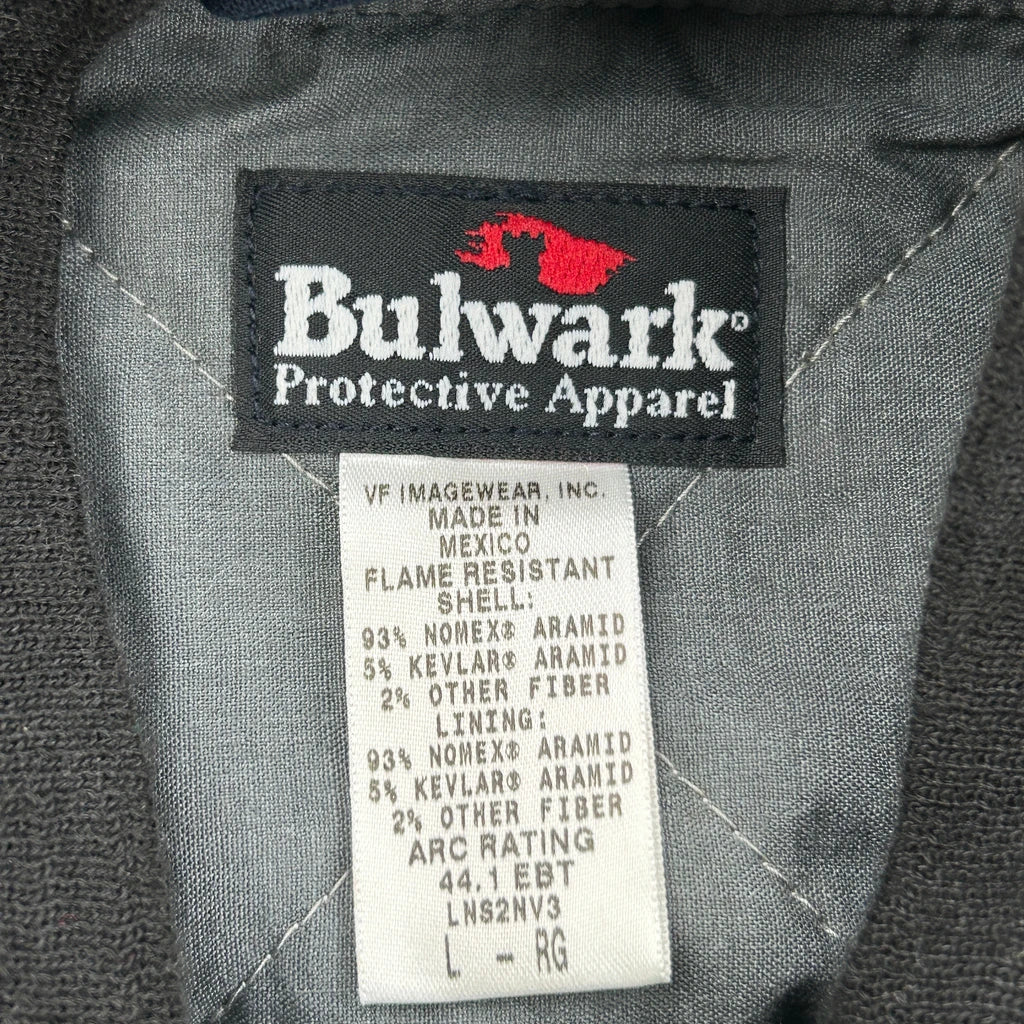 Bulwark®
Protective Apparel
VF IMAGEWEAR, INC.
MADE IN
MEXICO
FLAME RESISTANT
SHELL:
93% NOMEX® ARAMID
5% KEVLAR® ARAMID
2% OTHER FIBER
LINING:
93% NOMEX® ARAMID
5% KEVLAR® ARAMID
2% OTHER FIBER
ARC RATING
44.1 EBT
LNS2NV3
L - RG